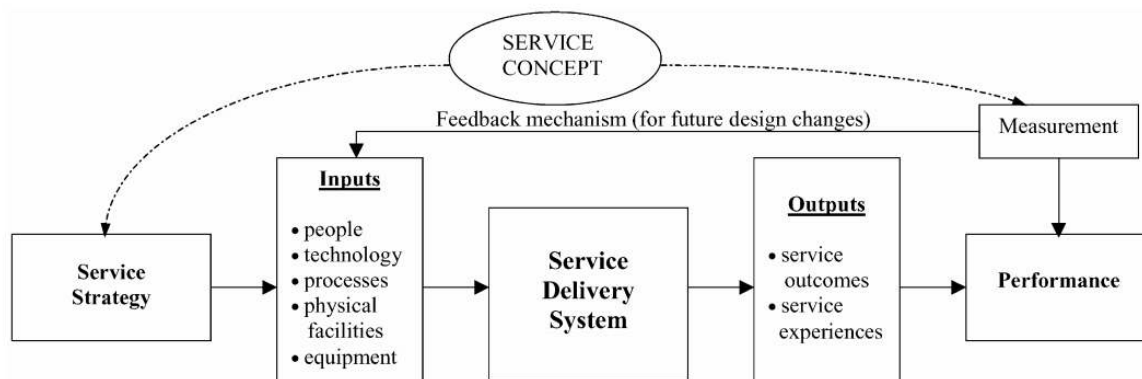 SERVICE
CONCEPT
Feedback mechanism (for future design changes)
Measurement
Service
Strategy
Inputs
• people
• technology
• processes
• physical
facilities
• equipment
Service
Delivery
System
Outputs
• service
outcomes
• service
experiences
Performance